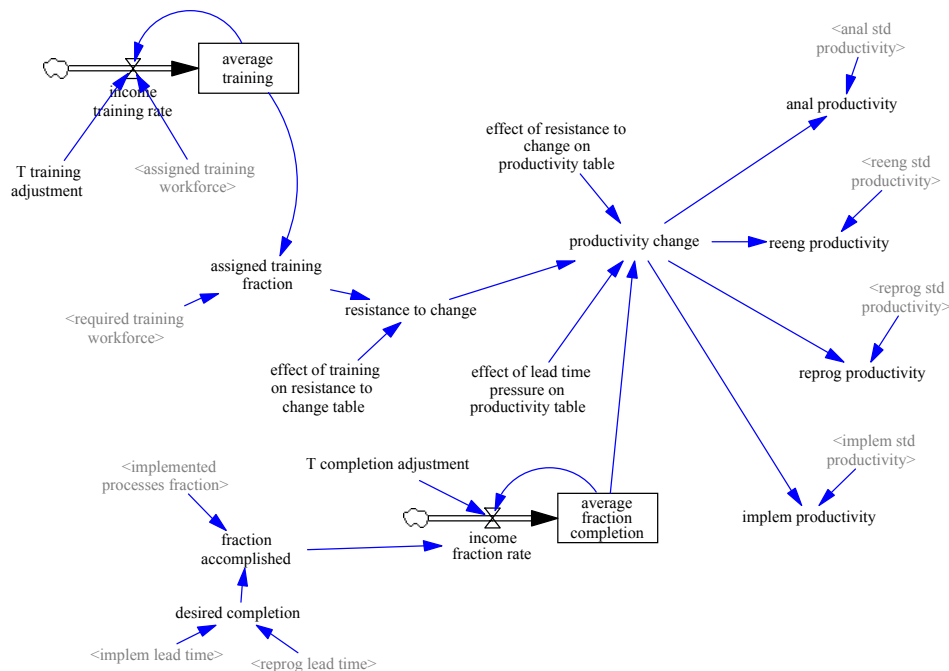 average
training
income
training rate
T training
adjustment
<assigned training
workforce>
<anal std
productivity>
anal productivity
effect of resistance to
change on
productivity table
<reeng std
productivity>
productivity change
reeng productivity
assigned training
fraction
<required training
workforce>
resistance to change
<reprog std
productivity>
effect of training
on resistance to
change table
effect of lead time
pressure on
productivity table
reprog productivity
<implemented
processes fraction>
T completion adjustment
<implem std
productivity>
average
fraction
completion
implem productivity
income
fraction rate
fraction
accomplished
desired completion
<implem lead time>
<reprog lead time>